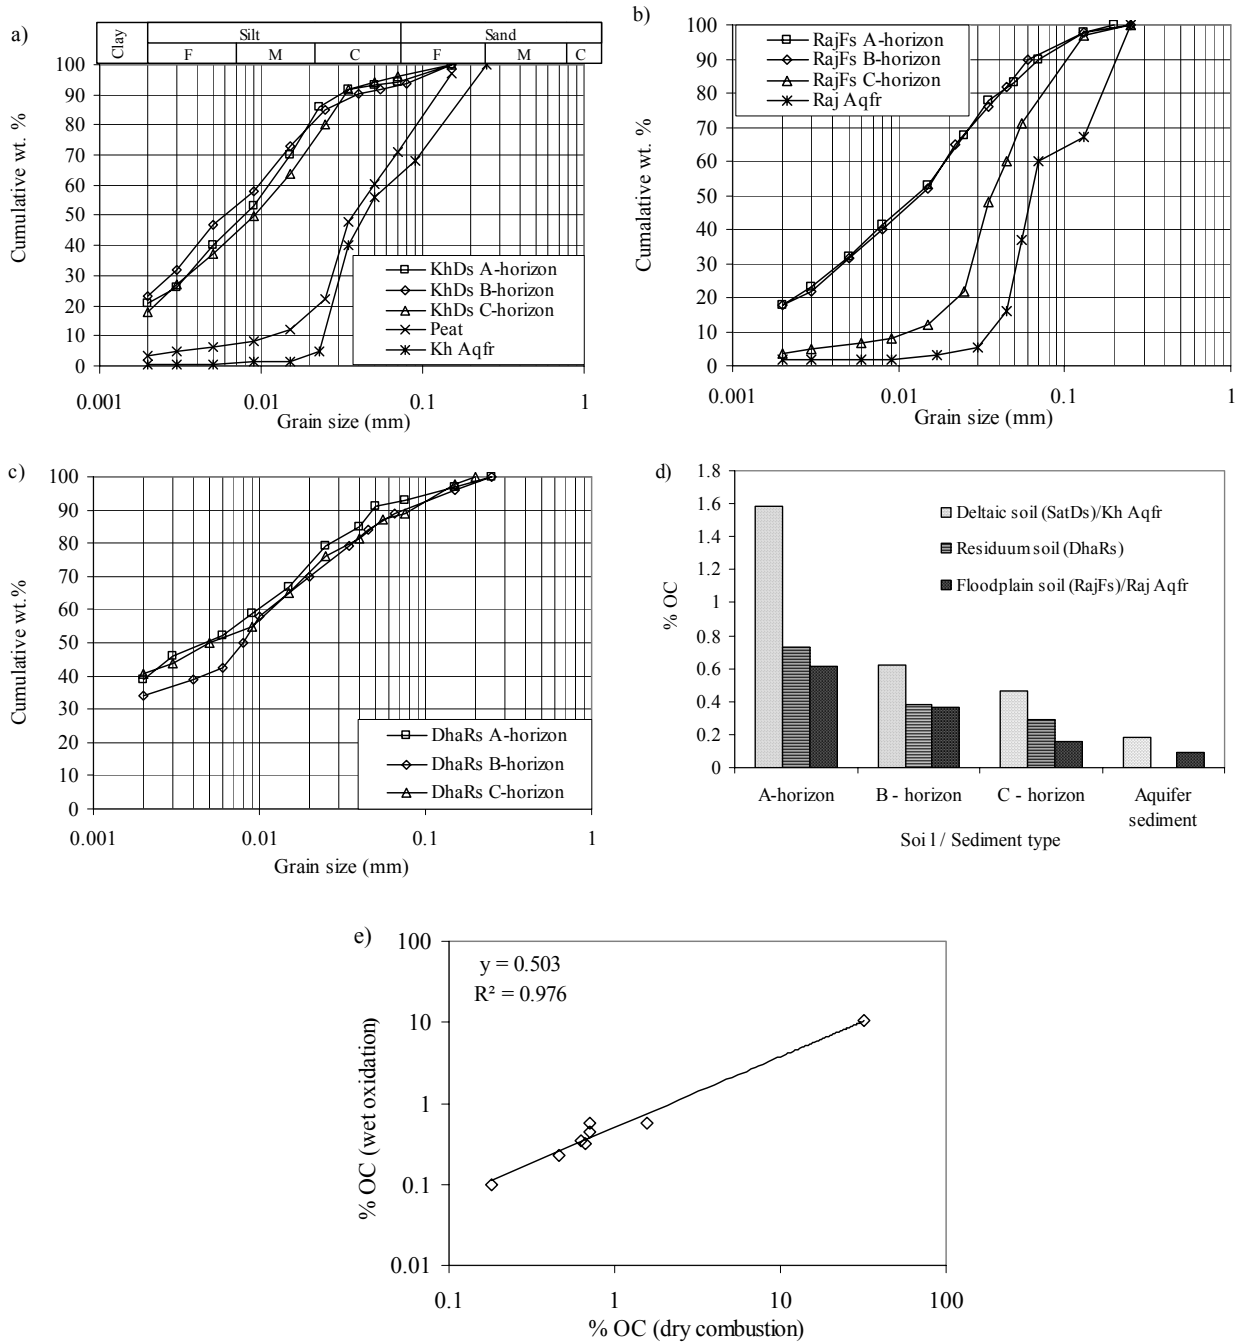 a)
Clay
Silt
Sand
F
M
C
F
M
C
Cumulative wt. %
100
90
80
70
60
50
40
30
20
10
0
KhDs A-horizon
KhDs B-horizon
KhDs C-horizon
Peat
Kh Aqfr
0.001
0.01
0.1
1
Grain size (mm)
b)
Cumalative wt. %
100
90
80
70
60
50
40
30
20
10
0
RajFs A-horizon
RajFs B-horizon
RajFs C-horizon
Raj Aqfr
0.001
0.01
0.1
1
Grain size (mm)
c)
Cumulative wt.%
100
90
80
70
60
50
40
30
20
10
0
DhaRs A-horizon
DhaRs B-horizon
DhaRs C-horizon
0.001
0.01
0.1
1
Grain size (mm)
d)
% OC
1.8
1.6
1.4
1.2
1
0.8
0.6
0.4
0.2
0
Deltaic soil (SatDs)/Kh Aqfr
Residuum soil (DhaRs)
Floodplain soil (RajFs)/Raj Aqfr
A-horizon
B - horizon
C - horizon
Aquifer
sediment
Soil / Sediment type
e)
% OC (wet oxidation)
100
10
1
0.1
0.01
y = 0.503
R² = 0.976
0.1
1
10
100
% OC (dry combustion)